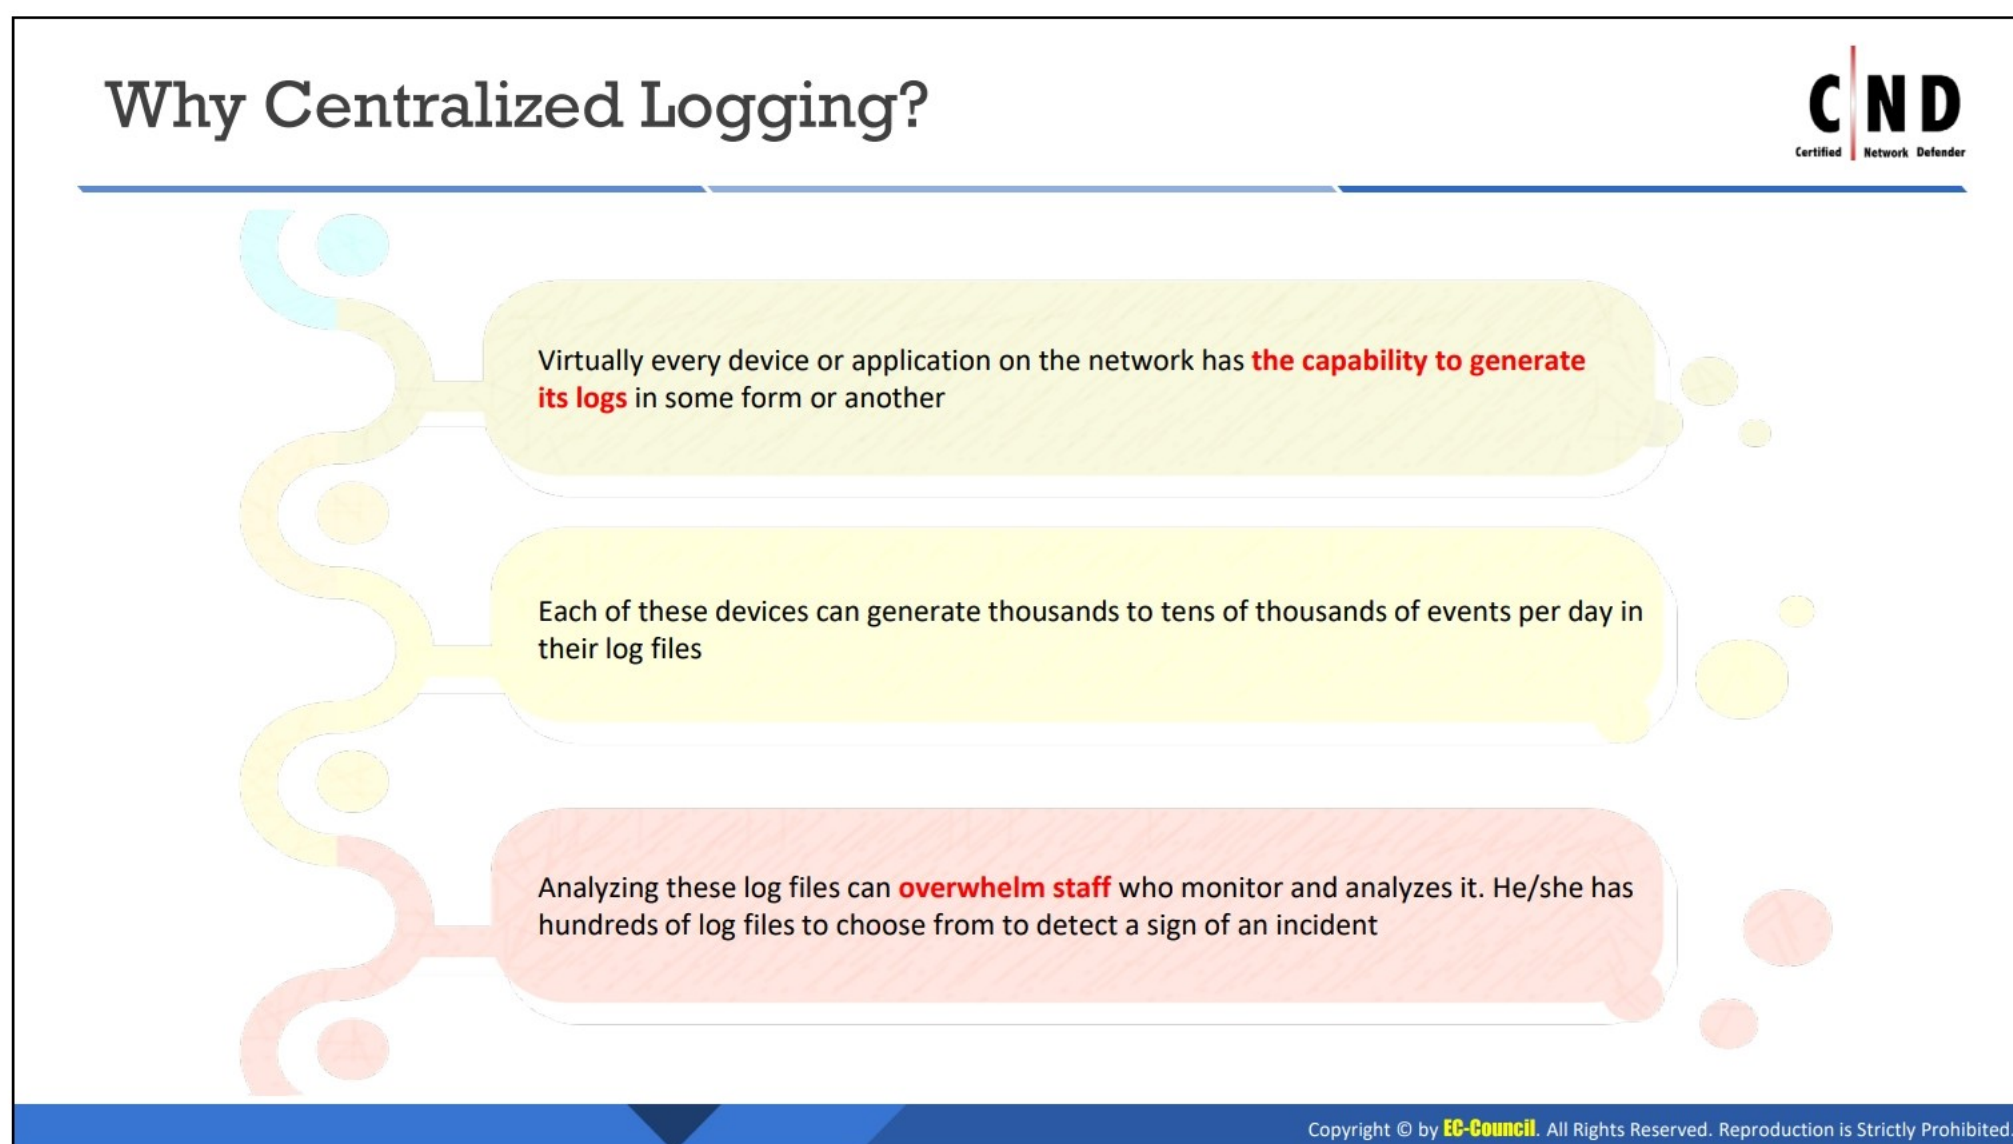 Why Centralized Logging?
C ND
Certified Network Defender
Virtually every device or application on the network has the capability to generate
its logs in some form or another
Each of these devices can generate thousands to tens of thousands of events per day in
their log files
Analyzing these log files can overwhelm staff who monitor and analyzes it. He/she has
hundreds of log files to choose from to detect a sign of an incident
Copyright © by EC-Council. All Rights Reserved. Reproduction is Strictly Prohibited